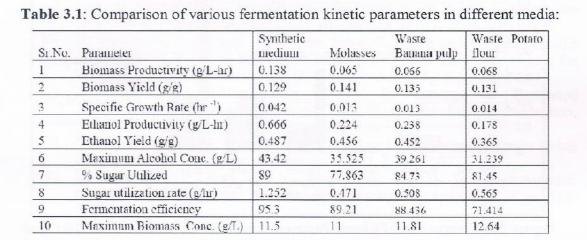 Table 3.1: Comparison of various fermentation kinetic parameters in different media:
Sr.No. Parameter Synthetic medium Molasses Waste Banana pulp Waste Potato flour
1 Biomass Productivity (g/L-hr) 0.138 0.065 0.066 0.068
2 Biomass Yield (g/g) 0.129 0.141 0.135 0.131
3 Specific Growth Rate (hr ⁻¹) 0.042 0.013 0.013 0.014
4 Ethanol Productivity (g/L-hr) 0.666 0.224 0.238 0.178
5 Ethanol Yield (g/g) 0.487 0.456 0.452 0.365
6 Maximum Alcohol Conc. (g/L) 43.42 35.525 39.261 31.239
7 % Sugar Utilized 89 77.863 84.73 81.45
8 Sugar utilization rate (g/hr) 1.252 0.471 0.508 0.565
9 Fermentation efficiency 95.3 89.21 88.436 71.414
10 Maximum Biomass Conc. (g/L) 11.5 11 11.81 12.64